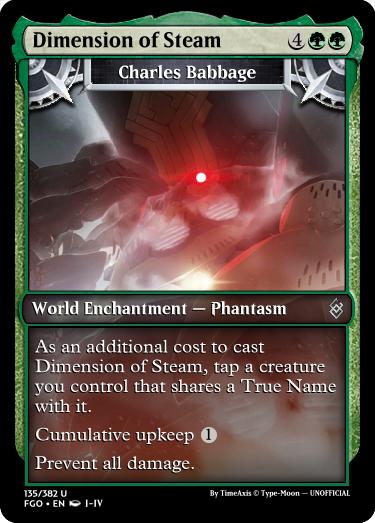 Dimension of Steam 4
Charles Babbage
World Enchantment — Phantasm
As an additional cost to cast
Dimension of Steam, tap a creature
you control that shares a True Name
with it.
Cumulative upkeep 1
Prevent all damage.
135/382 U
FGO • EN I-IV
By TimeAxis © Type-Moon — UNOFFICIAL